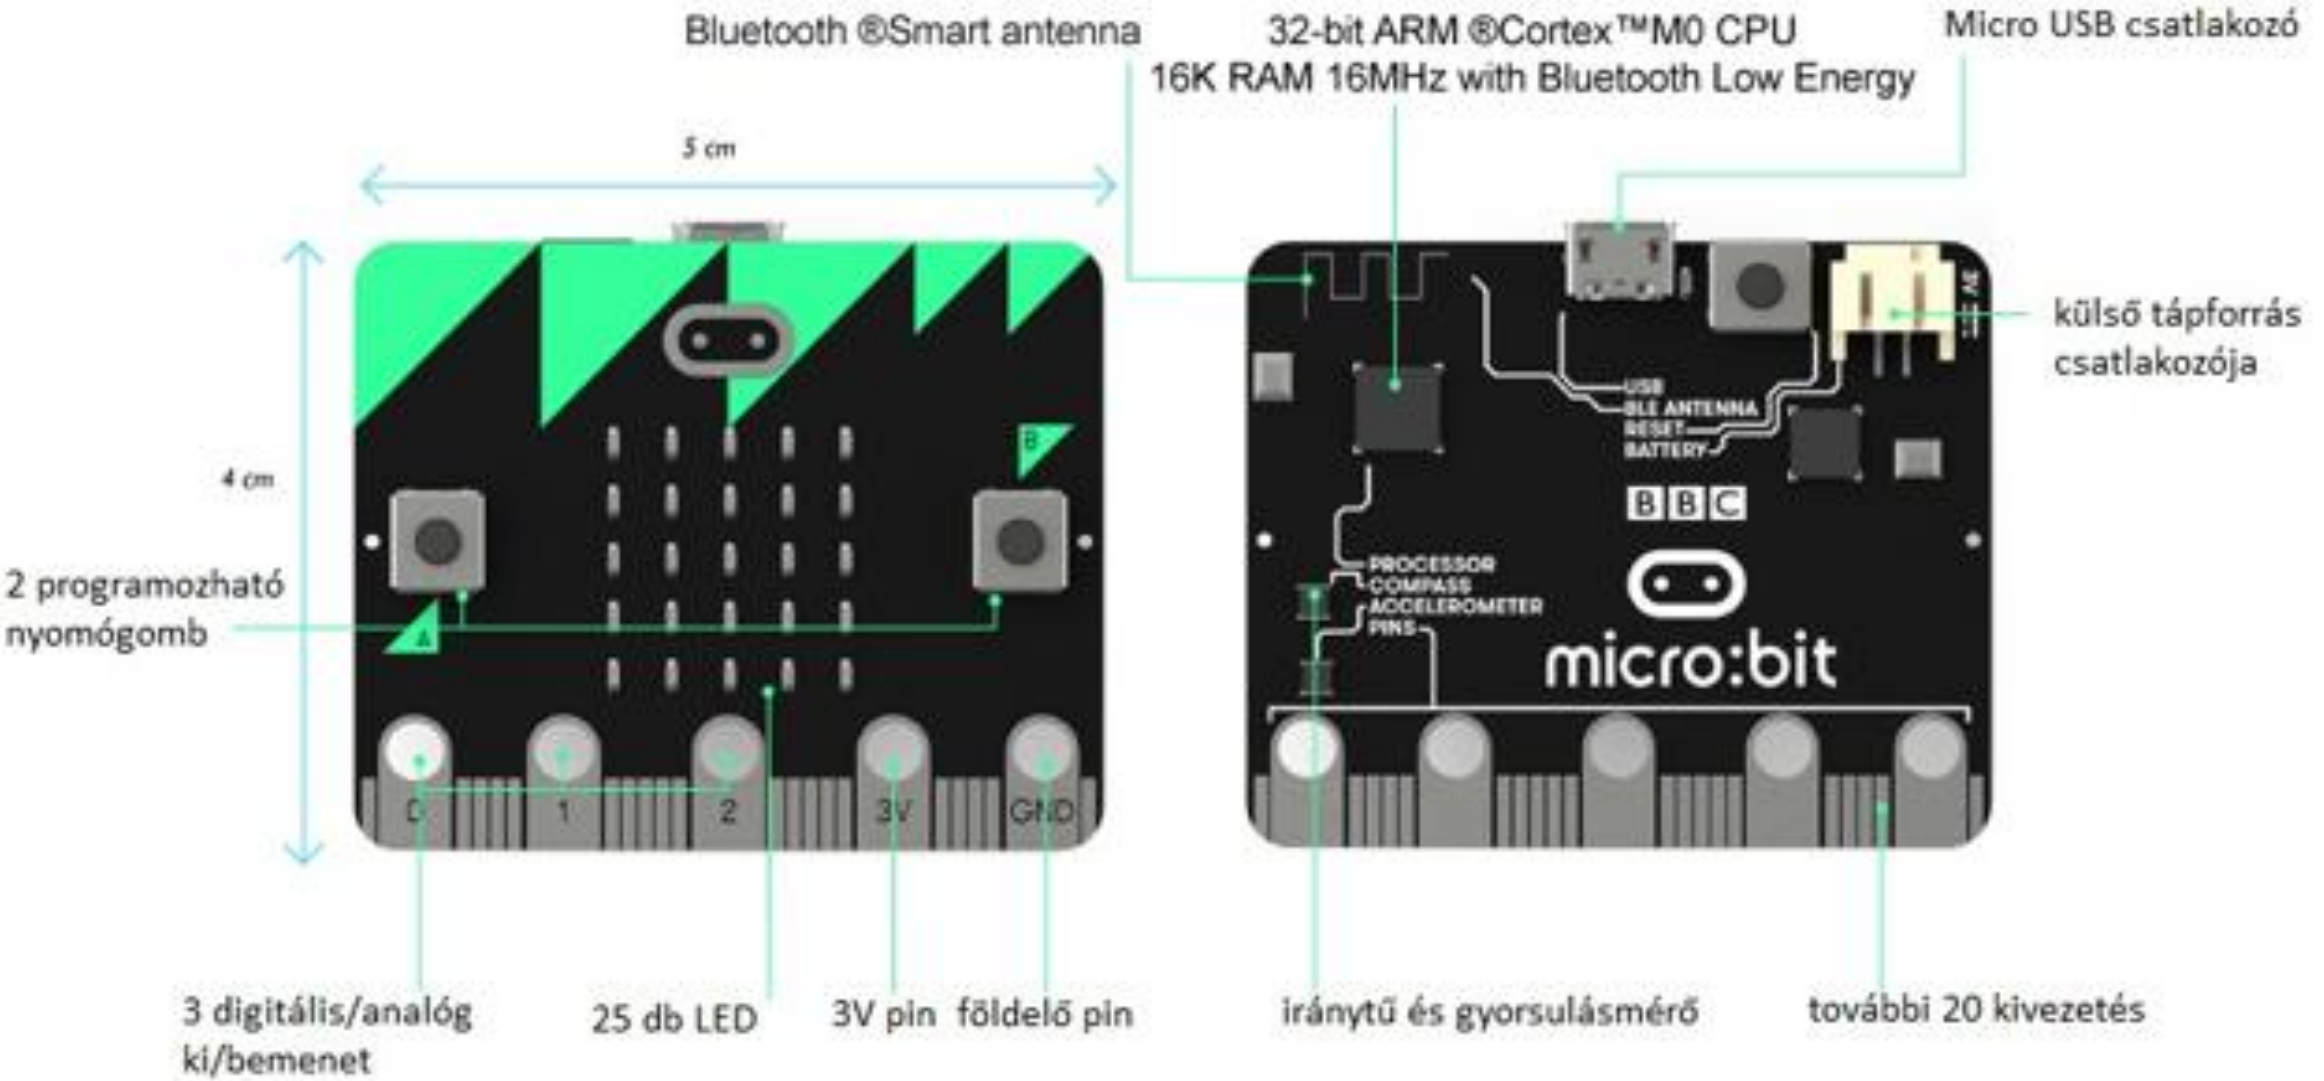 Bluetooth ®Smart antenna
32-bit ARM ®Cortex™M0 CPU
16K RAM 16MHz with Bluetooth Low Energy
Micro USB csatlakozó
5 cm
4 cm
külső tápforrás
csatlakozója
USB
BLE ANTENNA
RESET
BATTERY
B
BBC
2 programozható
nyomógomb
A
PROCESSOR
COMPASS
ACCELEROMETER
PINS
micro:bit
1
2
3V
GND
3 digitális/analóg
ki/bemenet
25 db LED
3V pin
földelő pin
iránytű és gyorsulásmérő
további 20 kivezetés